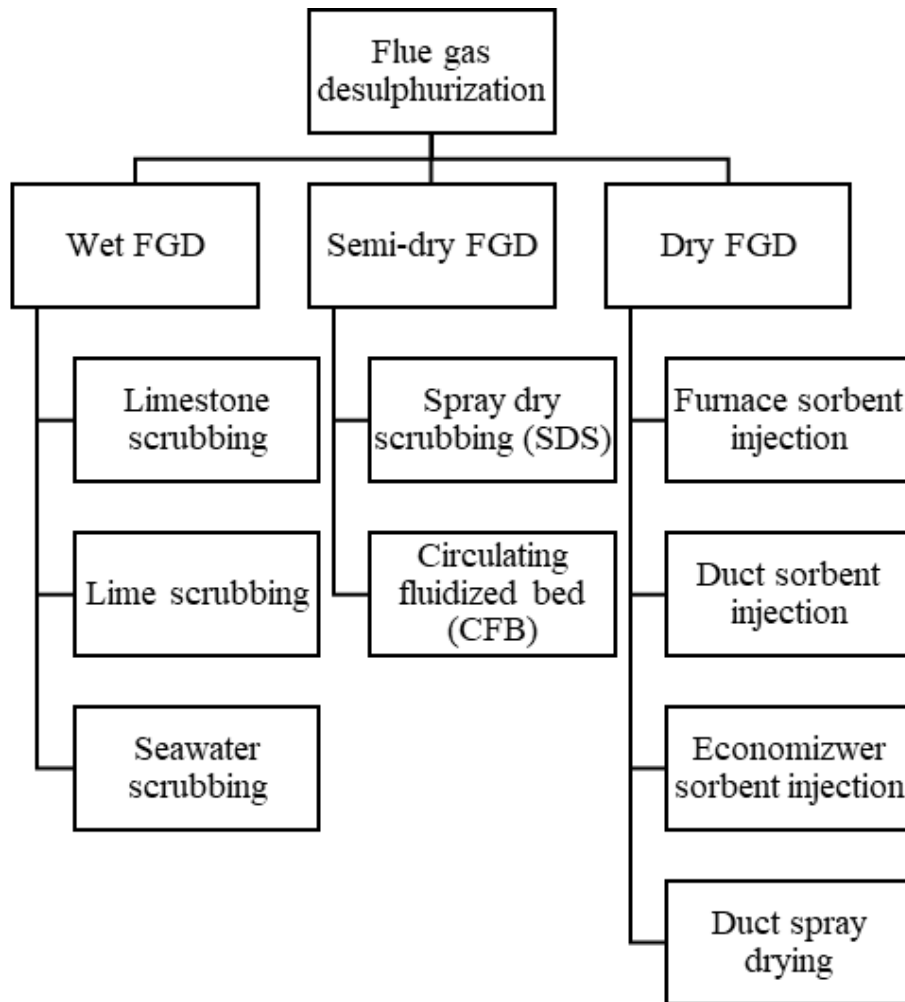 Flue gas
desulphurization
Wet FGD
Semi-dry FGD
Dry FGD
Limestone
scrubbing
Lime scrubbing
Seawater
scrubbing
Spray dry
scrubbing (SDS)
Circulating
fluidized bed
(CFB)
Furnace sorbent
injection
Duct sorbent
injection
Economizwer
sorbent injection
Duct spray
drying